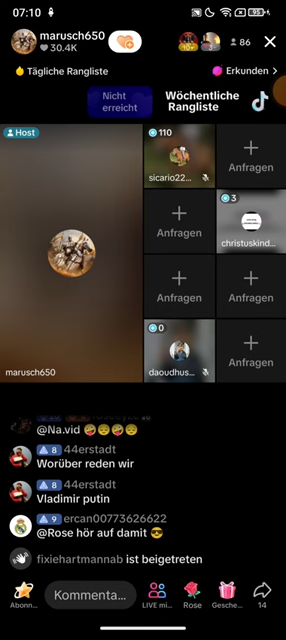 07:10
95
marusch650
30.4K
10+
86
Tägliche Rangliste
Erkunden >
Nicht erreicht
Wöchentliche Rangliste
Host
110
sicario22...
Anfragen
Anfragen
3
christuskind...
Anfragen
Anfragen
0
daoudhus...
Anfragen
marusch650
@Na.vid 🤪😴🤪😴
8 44erstadt
Worüber reden wir
8 44erstadt
Vladimir putin
9 ercan00773626622
@Rose hör auf damit 😎
fixiehartmannab ist beigetreten
Abonn...
Kommenta...
LIVE mi...
Rose
Gesche...
14